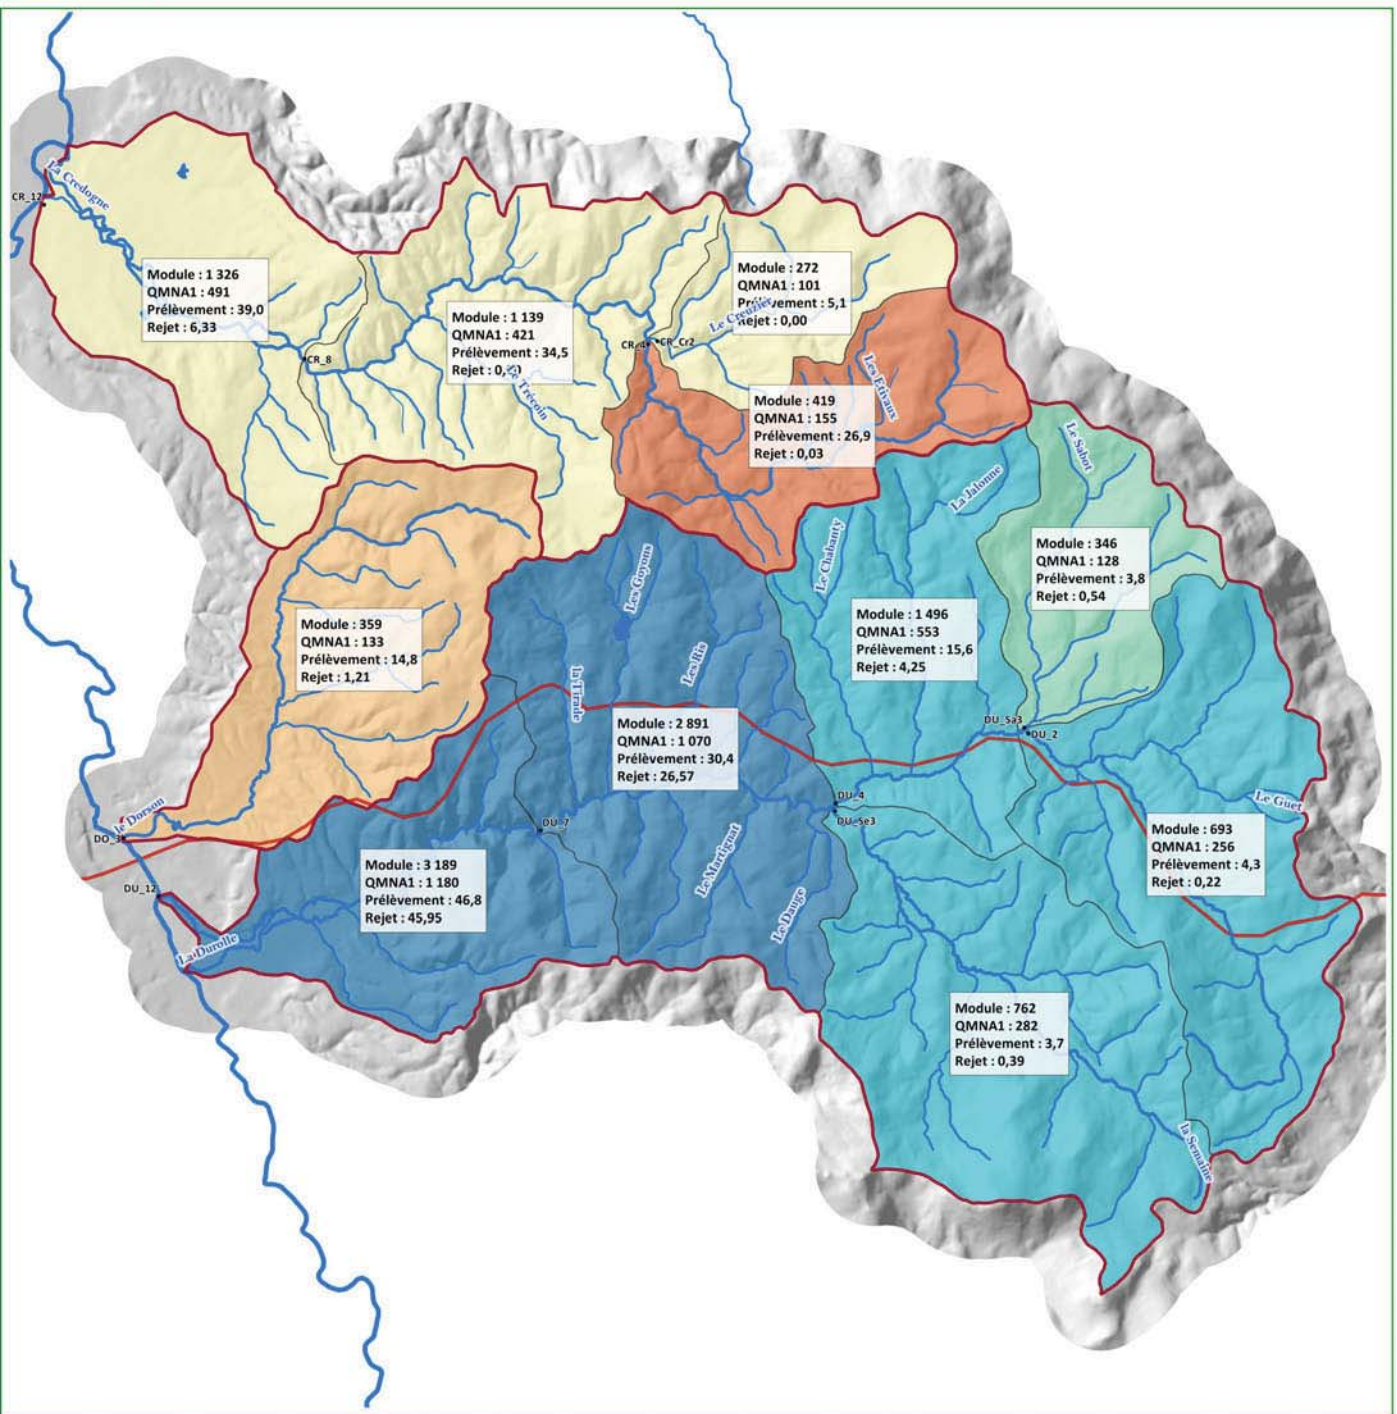 La Credogne
CR_12
Module : 1 326
QMNA1 : 491
Prélèvement : 39,0
Rejet : 6,33
CR_8
Module : 1 139
QMNA1 : 421
Prélèvement : 34,5
Le Trécoin
Module : 272
QMNA1 : 101
Prélèvement : 5,1
Rejet : 0,00
Le Creuzier
CR_4
CR_Cr2
Les Etivaux
Module : 419
QMNA1 : 155
Prélèvement : 26,9
Rejet : 0,03
Le Sabot
La Jalonne
Le Chabanty
Les Goyons
Module : 346
QMNA1 : 128
Prélèvement : 3,8
Rejet : 0,54
Module : 359
QMNA1 : 133
Prélèvement : 14,8
Rejet : 1,21
Module : 1 496
QMNA1 : 553
Prélèvement : 15,6
Rejet : 4,25
Les Ris
la Tirade
Module : 2 891
QMNA1 : 1 070
Prélèvement : 30,4
Rejet : 26,57
DU_Sa3
DU_2
DU_4
DU_Se3
Le Guet
le Dorson
DO_3
DU_7
Module : 693
QMNA1 : 256
Prélèvement : 4,3
Rejet : 0,22
Le Martignat
Module : 3 189
QMNA1 : 1 180
Prélèvement : 46,8
Rejet : 45,95
DU_12
Le Dauge
La Durolle
Module : 762
QMNA1 : 282
Prélèvement : 3,7
Rejet : 0,39
la Semaine